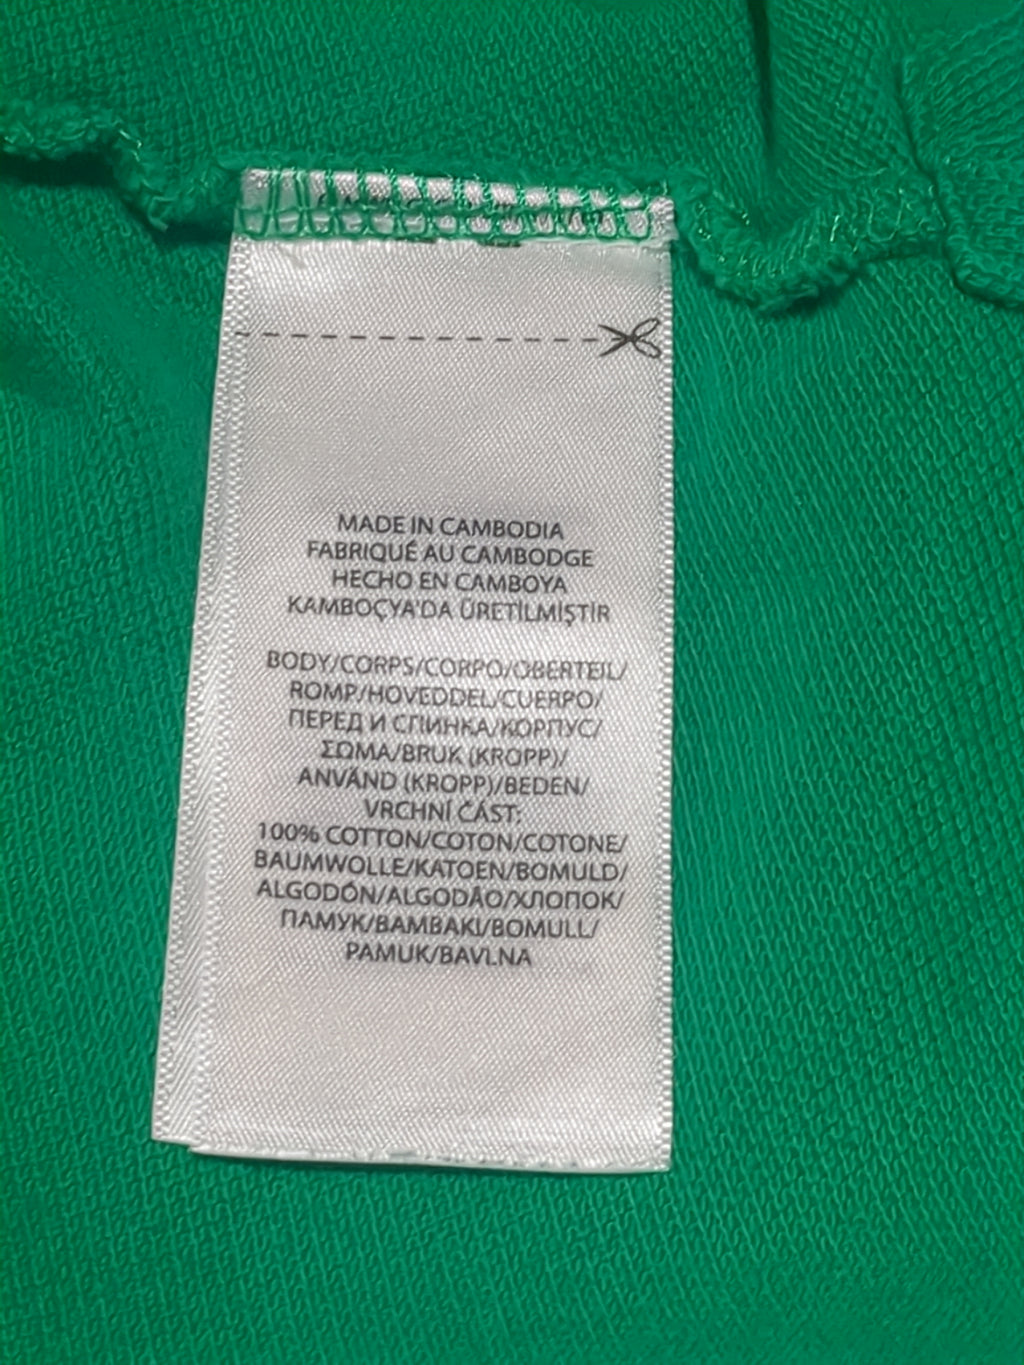 MADE IN CAMBODIA
FABRIQUÉ AU CAMBODGE
HECHO EN CAMBOYA
KAMBOÇYA'DA ÜRETİLMİŞTİR
BODY/CORPS/CORPO/OBERTEIL/
ROMP/HOVEDDEL/CUERPO/
ПЕРЕД И СПИНКА/КОРПУС/
ΣΩΜΑ/BRUK (KROPP)/
ANVÄND (KROPP)/BEDEN/
VRCHNÍ ČÁST:
100% COTTON/COTON/COTONE/
BAUMWOLLE/KATOEN/BOMULD/
ALGODÓN/ALGODÃO/ХЛОПОК/
ПАМУК/BAMBAKI/BOMULL/
PAMUK/BAVLNA